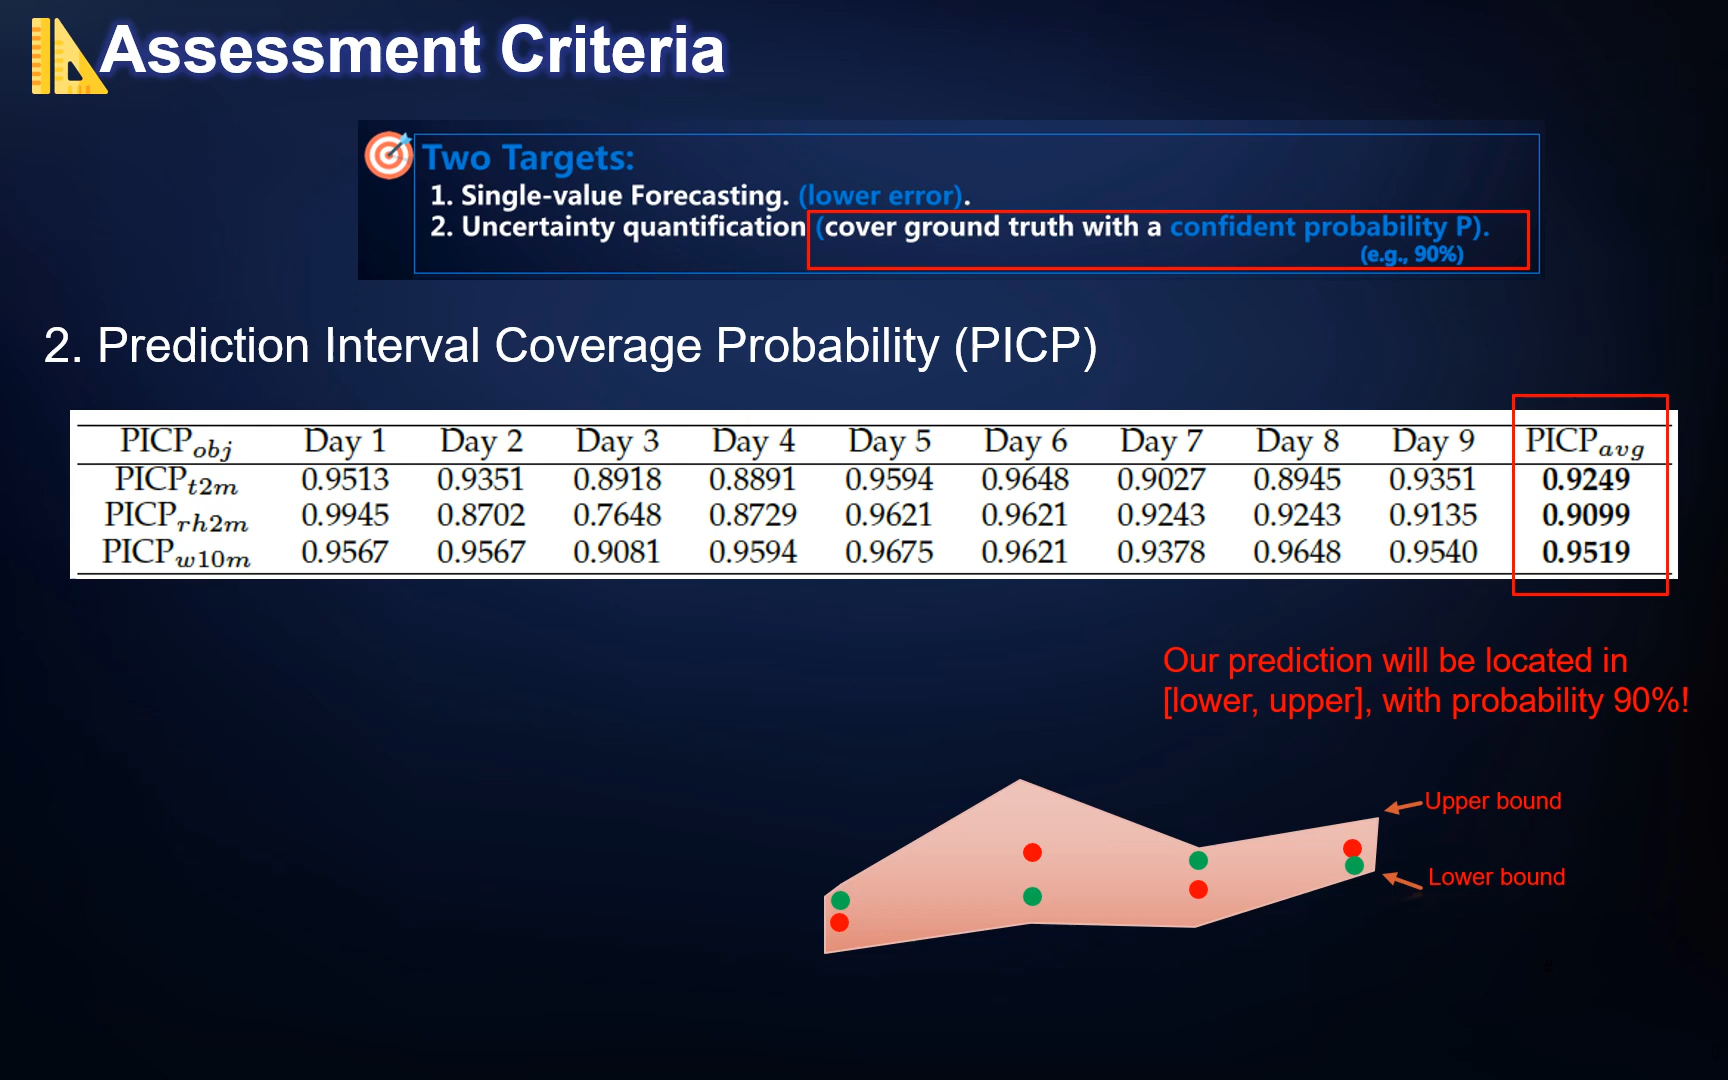 Assessment Criteria
Two Targets:
1. Single-value Forecasting. (lower error).
2. Uncertainty quantification (cover ground truth with a confident probability P).
(e.g., 90%)
2. Prediction Interval Coverage Probability (PICP)
PICPobj Day 1 Day 2 Day 3 Day 4 Day 5 Day 6 Day 7 Day 8 Day 9 PICPavg
PICPt2m 0.9513 0.9351 0.8918 0.8891 0.9594 0.9648 0.9027 0.8945 0.9351 0.9249
PICPrh2m 0.9945 0.8702 0.7648 0.8729 0.9621 0.9621 0.9243 0.9243 0.9135 0.9099
PICPw10m 0.9567 0.9567 0.9081 0.9594 0.9675 0.9621 0.9378 0.9648 0.9540 0.9519
Our prediction will be located in
[lower, upper], with probability 90%!
Upper bound
Lower bound